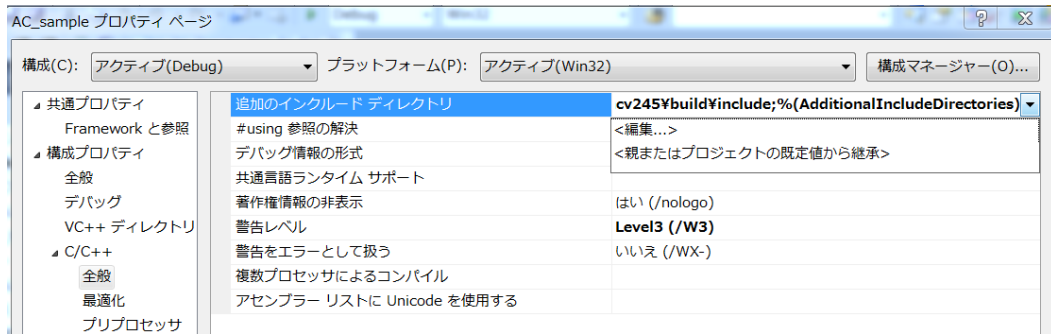 AC_sample プロパティ ページ
構成(C): アクティブ(Debug) プラットフォーム(P): アクティブ(Win32) 構成マネージャー(O)...
共通プロパティ
Framework と参照
構成プロパティ
全般
デバッグ
VC++ ディレクトリ
C/C++
全般
最適化
プリプロセッサ
追加のインクルード ディレクトリ cv245¥build¥include;%(AdditionalIncludeDirectories)
#using 参照の解決
<編集...>
デバッグ情報の形式
<親またはプロジェクトの既定値から継承>
共通言語ランタイム サポート
著作権情報の非表示 はい (/nologo)
警告レベル Level3 (/W3)
警告をエラーとして扱う いいえ (/WX-)
複数プロセッサによるコンパイル
アセンブラー リストに Unicode を使用する